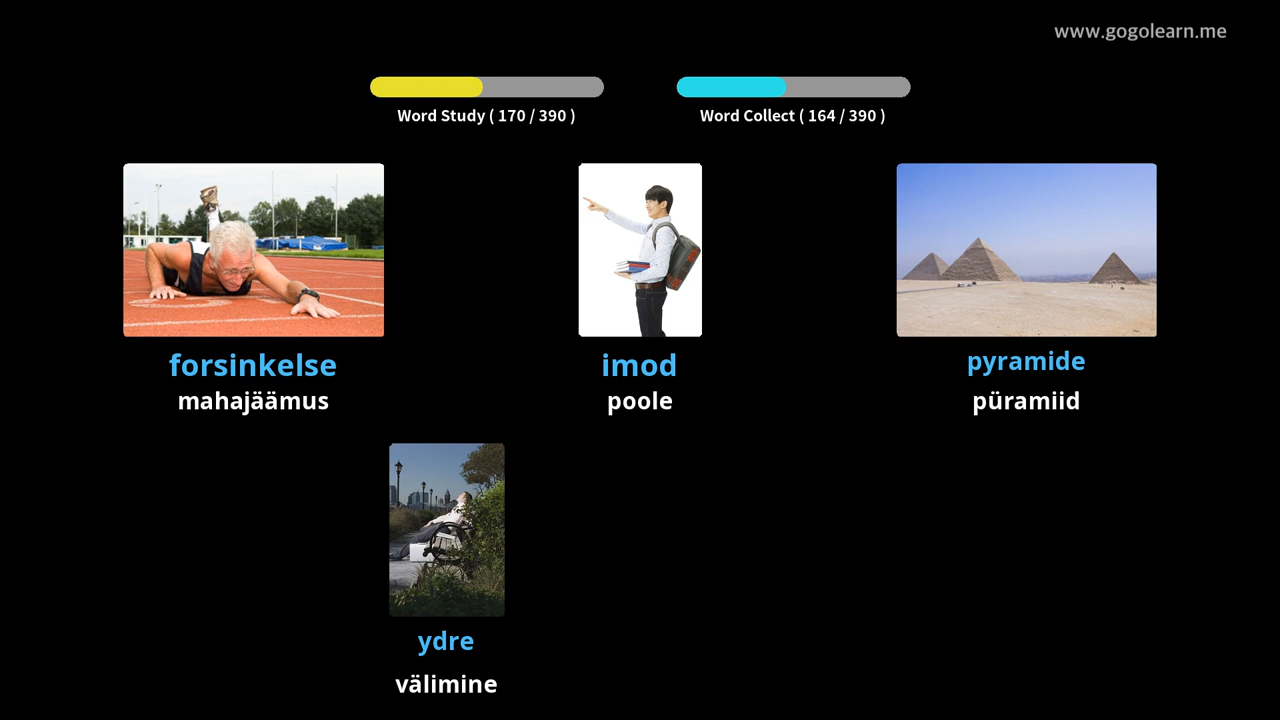 www.gogolearn.me
Word Study ( 170 / 390 )
Word Collect ( 164 / 390 )
forsinkelse
mahajäämus
imod
poole
pyramide
püramiid
ydre
välimine